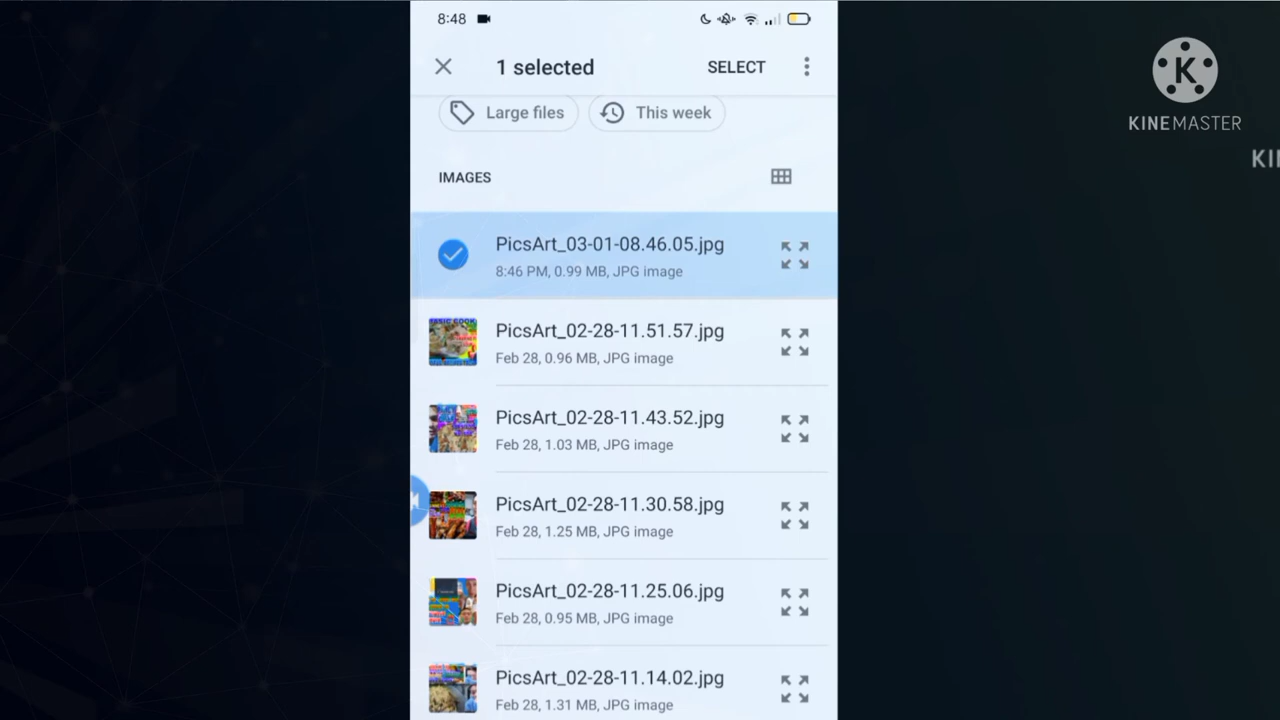 8:48
1 selected
SELECT
Large files
This week
IMAGES
PicsArt_03-01-08.46.05.jpg
8:46 PM, 0.99 MB, JPG image
PicsArt_02-28-11.51.57.jpg
Feb 28, 0.96 MB, JPG image
PicsArt_02-28-11.43.52.jpg
Feb 28, 1.03 MB, JPG image
PicsArt_02-28-11.30.58.jpg
Feb 28, 1.25 MB, JPG image
PicsArt_02-28-11.25.06.jpg
Feb 28, 0.95 MB, JPG image
PicsArt_02-28-11.14.02.jpg
Feb 28, 1.31 MB, JPG image
K
KINEMASTER
KI